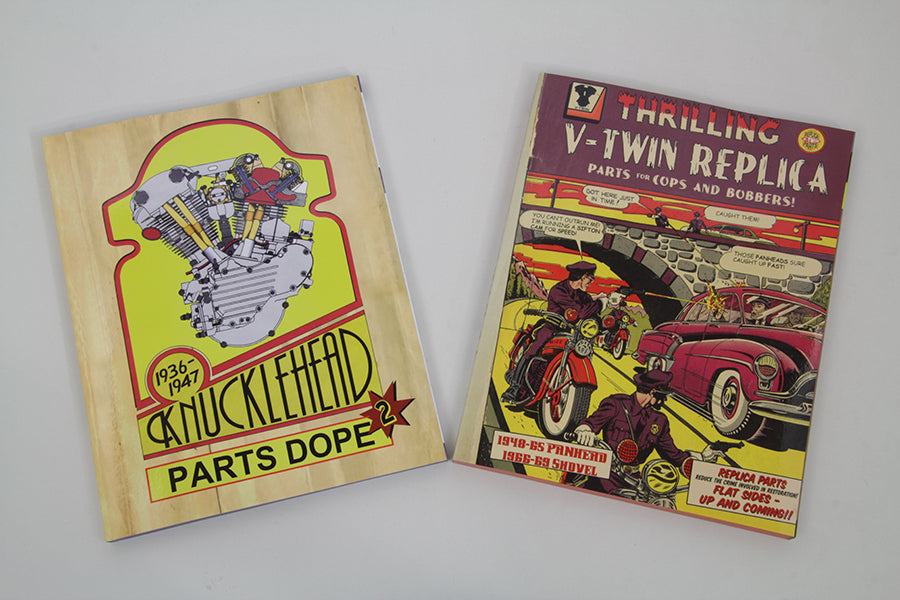 1936-
1947
KNUCKLEHEAD
PARTS DOPE 2
THRILLING
V-TWIN REPLICA
PARTS FOR COPS AND BOBBERS!
REPLICA
PARTS
GOT HERE JUST
IN TIME!
CAUGHT THEM!
YOU CAN'T OUTRUN ME!
I'M RUNNING A SIFTON
CAM FOR SPEED!
THOSE PANHEADS SURE
CAUGHT UP FAST!
1948-65 PANHEAD
1966-69 SHOVEL
REPLICA PARTS
REDUCE THE CRIME INVOLVED IN RESTORATION!
FLAT SIDES -
UP AND COMING!!